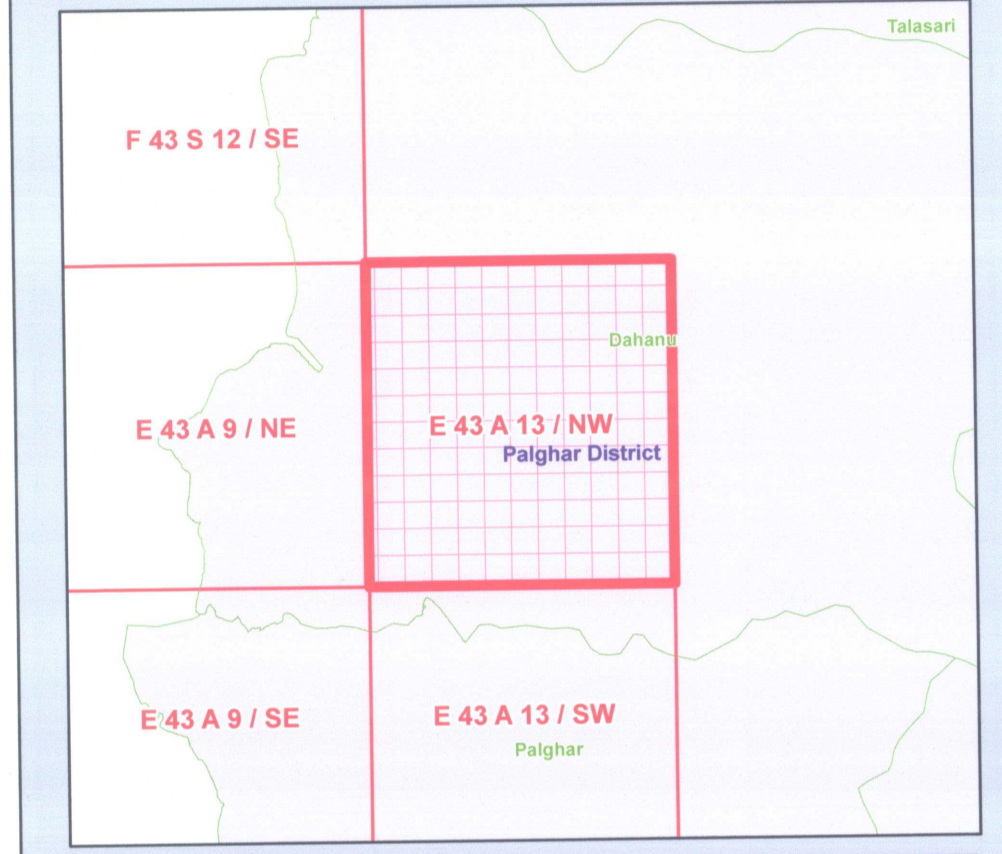 Talasari
F 43 S 12 / SE
Dahanu
E 43 A 9 / NE
E 43 A 13 / NW
Palghar District
E 43 A 9 / SE
E 43 A 13 / SW
Palghar